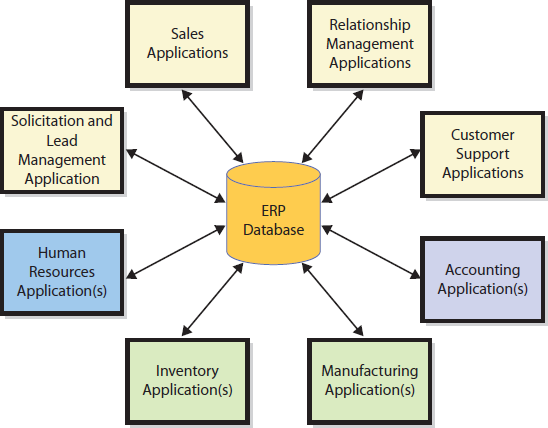 Sales
Applications
Relationship
Management
Applications
Solicitation and
Lead
Management
Application
Customer
Support
Applications
ERP
Database
Human
Resources
Application(s)
Accounting
Application(s)
Inventory
Application(s)
Manufacturing
Application(s)